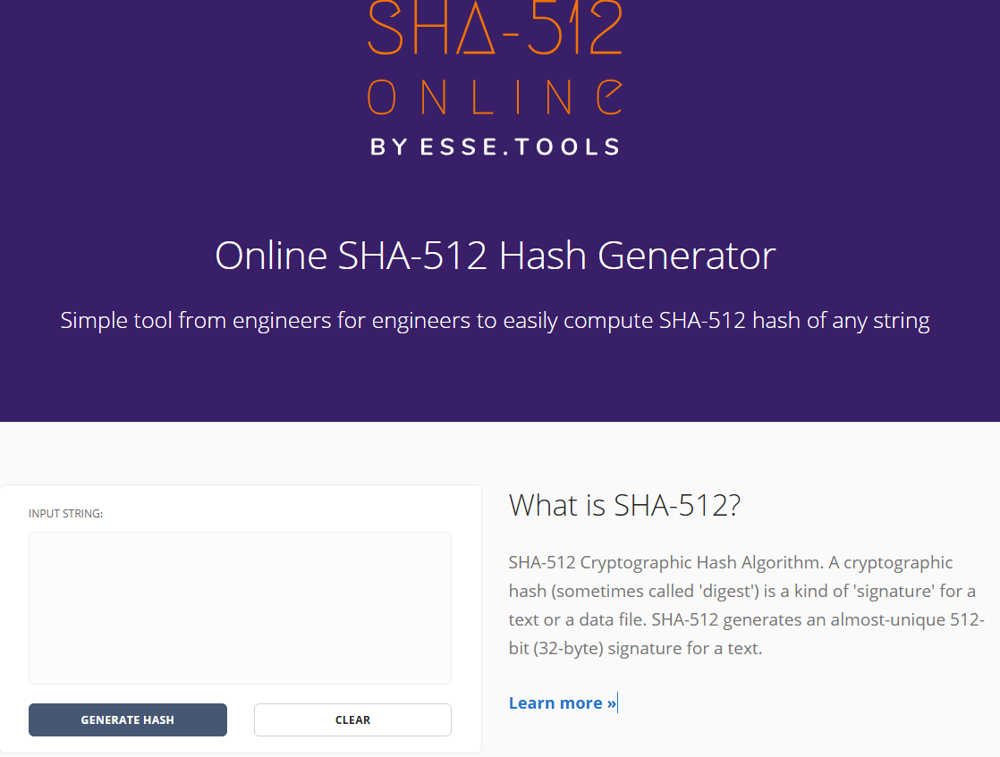 SHA-512
ONLINE
BY ESSE.TOOLS
Online SHA-512 Hash Generator
Simple tool from engineers for engineers to easily compute SHA-512 hash of any string
INPUT STRING:
GENERATE HASH
CLEAR
What is SHA-512?
SHA-512 Cryptographic Hash Algorithm. A cryptographic
hash (sometimes called 'digest') is a kind of 'signature' for a
text or a data file. SHA-512 generates an almost-unique 512-
bit (32-byte) signature for a text.
Learn more »